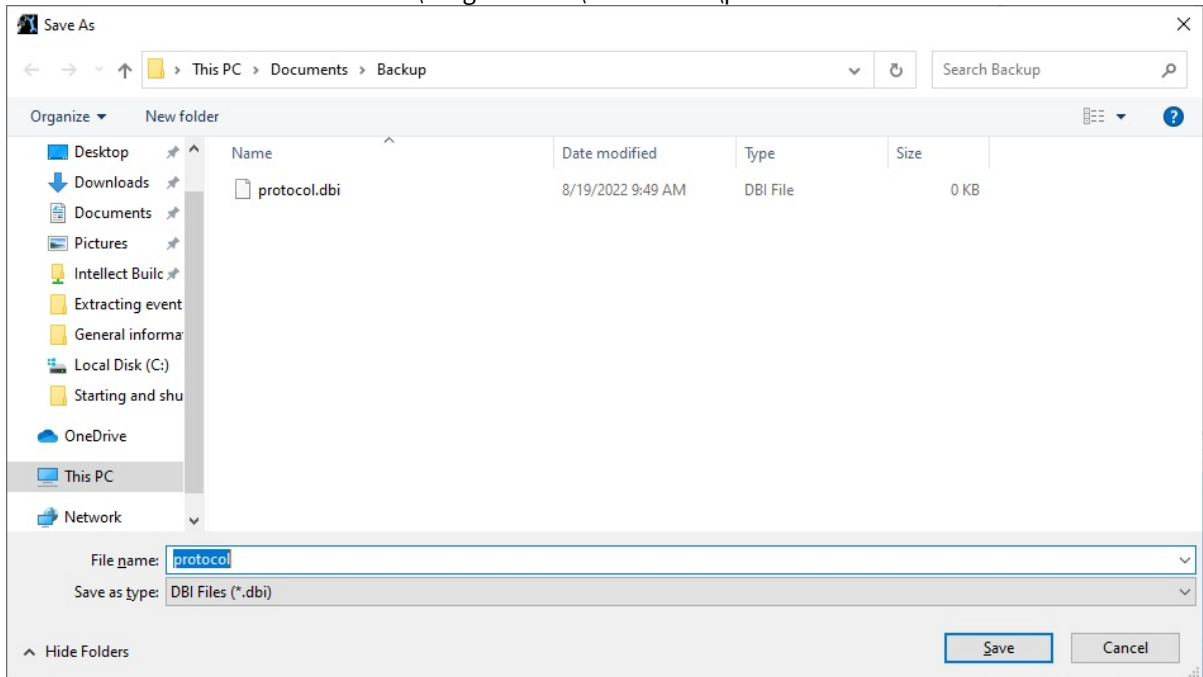 Save As
This PC > Documents > Backup
Search Backup
Organize
New folder
Name
Date modified
Type
Size
Desktop
Downloads
Documents
Pictures
Intellect Builc
Extracting event
General informa
Local Disk (C:)
Starting and shu
OneDrive
This PC
Network
protocol.dbi 8/19/2022 9:49 AM DBI File 0 KB
File name: protocol
Save as type: DBI Files (*.dbi)
Hide Folders
Save
Cancel